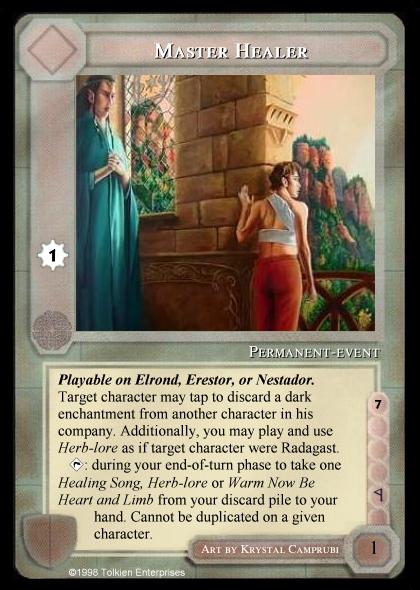 MASTER HEALER
1
PERMANENT-EVENT
Playable on Elrond, Erestor, or Nestador.
Target character may tap to discard a dark
enchantment from another character in his
company. Additionally, you may play and use
Herb-lore as if target character were Radagast.
: during your end-of-turn phase to take one
Healing Song, Herb-lore or Warm Now Be
Heart and Limb from your discard pile to your
hand. Cannot be duplicated on a given
character.
7
ART BY KRYSTAL CAMPRUBI
1
©1998 Tolkien Enterprises